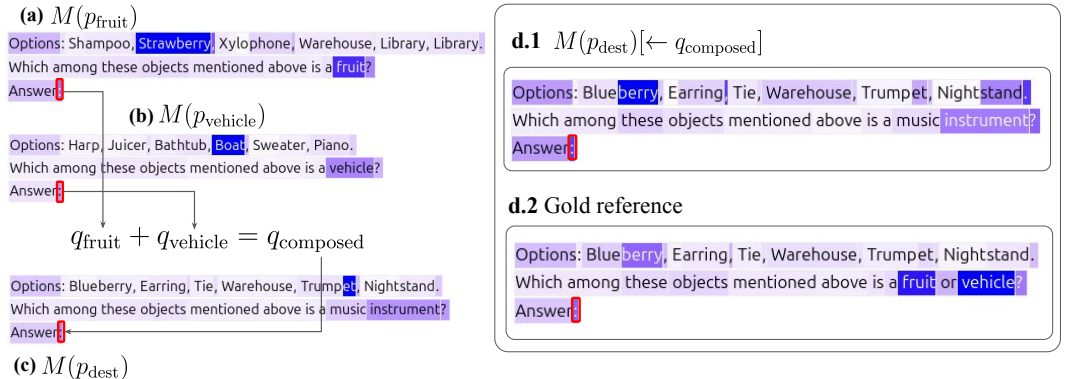 (a) M(p_fruit)
Options: Shampoo, Strawberry, Xylophone, Warehouse, Library, Library.
Which among these objects mentioned above is a fruit?
Answer:
(b) M(p_vehicle)
Options: Harp, Juicer, Bathtub, Boat, Sweater, Piano.
Which among these objects mentioned above is a vehicle?
Answer:
q_fruit + q_vehicle = q_composed
Options: Blueberry, Earring, Tie, Warehouse, Trumpet, Nightstand.
Which among these objects mentioned above is a music instrument?
Answer:
(c) M(p_dest)
d.1 M(p_dest)[← q_composed]
Options: Blueberry, Earring, Tie, Warehouse, Trumpet, Nightstand.
Which among these objects mentioned above is a music instrument?
Answer:
d.2 Gold reference
Options: Blueberry, Earring, Tie, Warehouse, Trumpet, Nightstand.
Which among these objects mentioned above is a fruit or vehicle?
Answer: